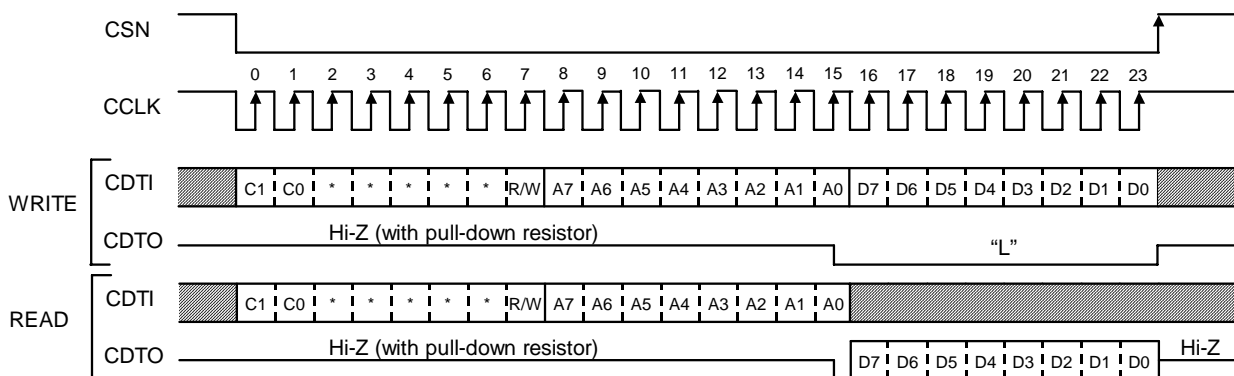 CSN
0 1 2 3 4 5 6 7 8 9 10 11 12 13 14 15 16 17 18 19 20 21 22 23
CCLK
WRITE
CDTI C1 C0 * * * * * R/W A7 A6 A5 A4 A3 A2 A1 A0 D7 D6 D5 D4 D3 D2 D1 D0
CDTO Hi-Z (with pull-down resistor) “L”
READ
CDTI C1 C0 * * * * * R/W A7 A6 A5 A4 A3 A2 A1 A0
CDTO Hi-Z (with pull-down resistor) D7 D6 D5 D4 D3 D2 D1 D0 Hi-Z